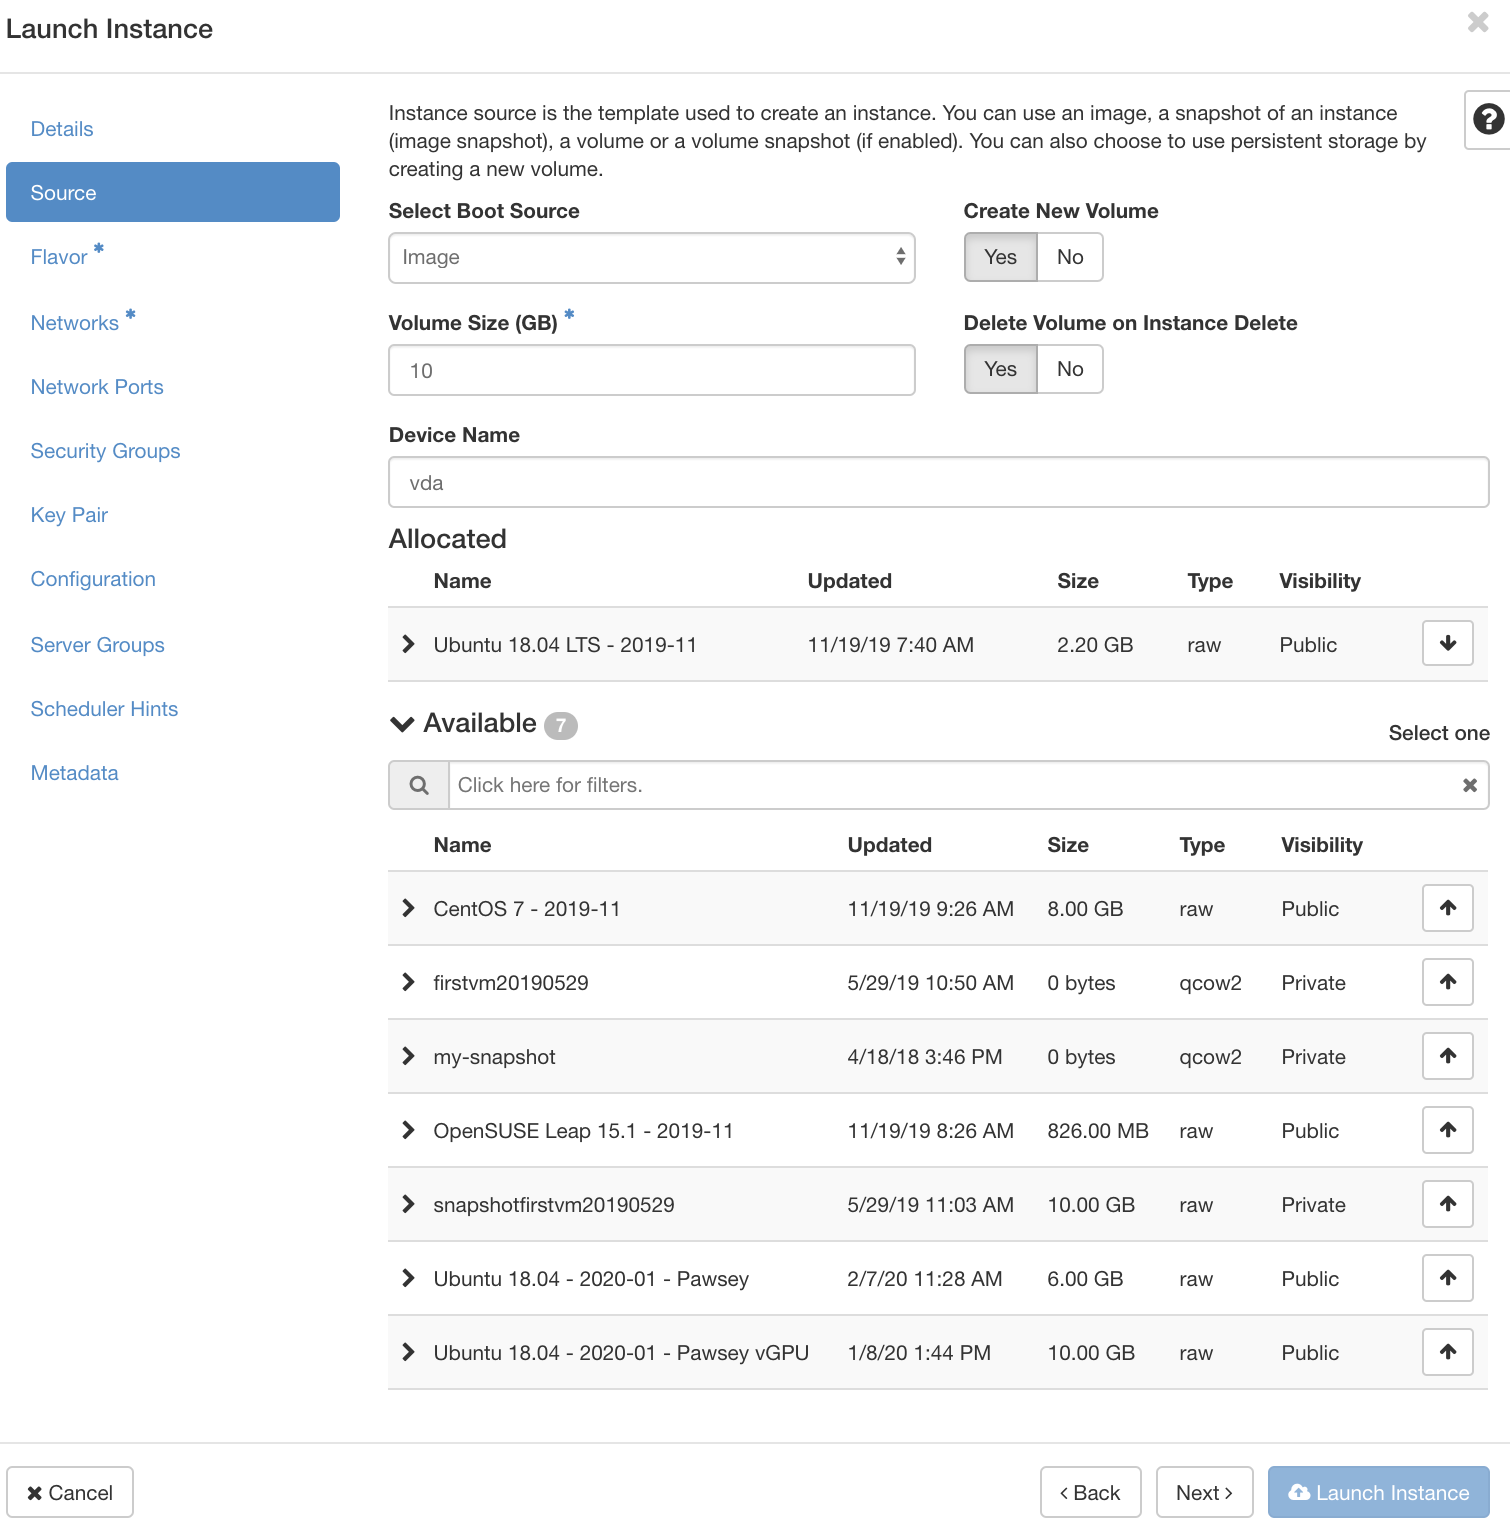 Launch Instance
Details
Source
Flavor *
Networks *
Network Ports
Security Groups
Key Pair
Configuration
Server Groups
Scheduler Hints
Metadata
Instance source is the template used to create an instance. You can use an image, a snapshot of an instance
(image snapshot), a volume or a volume snapshot (if enabled). You can also choose to use persistent storage by
creating a new volume.
Select Boot Source
Image
Create New Volume
Yes No
Volume Size (GB) *
10
Delete Volume on Instance Delete
Yes No
Device Name
vda
Allocated
Name Updated Size Type Visibility
Ubuntu 18.04 LTS - 2019-11 11/19/19 7:40 AM 2.20 GB raw Public
Available 7
Select one
Click here for filters.
Name Updated Size Type Visibility
CentOS 7 - 2019-11 11/19/19 9:26 AM 8.00 GB raw Public
firstvm20190529 5/29/19 10:50 AM 0 bytes qcow2 Private
my-snapshot 4/18/18 3:46 PM 0 bytes qcow2 Private
OpenSUSE Leap 15.1 - 2019-11 11/19/19 8:26 AM 826.00 MB raw Public
snapshotfirstvm20190529 5/29/19 11:03 AM 10.00 GB raw Private
Ubuntu 18.04 - 2020-01 - Pawsey 2/7/20 11:28 AM 6.00 GB raw Public
Ubuntu 18.04 - 2020-01 - Pawsey vGPU 1/8/20 1:44 PM 10.00 GB raw Public
Cancel
< Back
Next >
Launch Instance